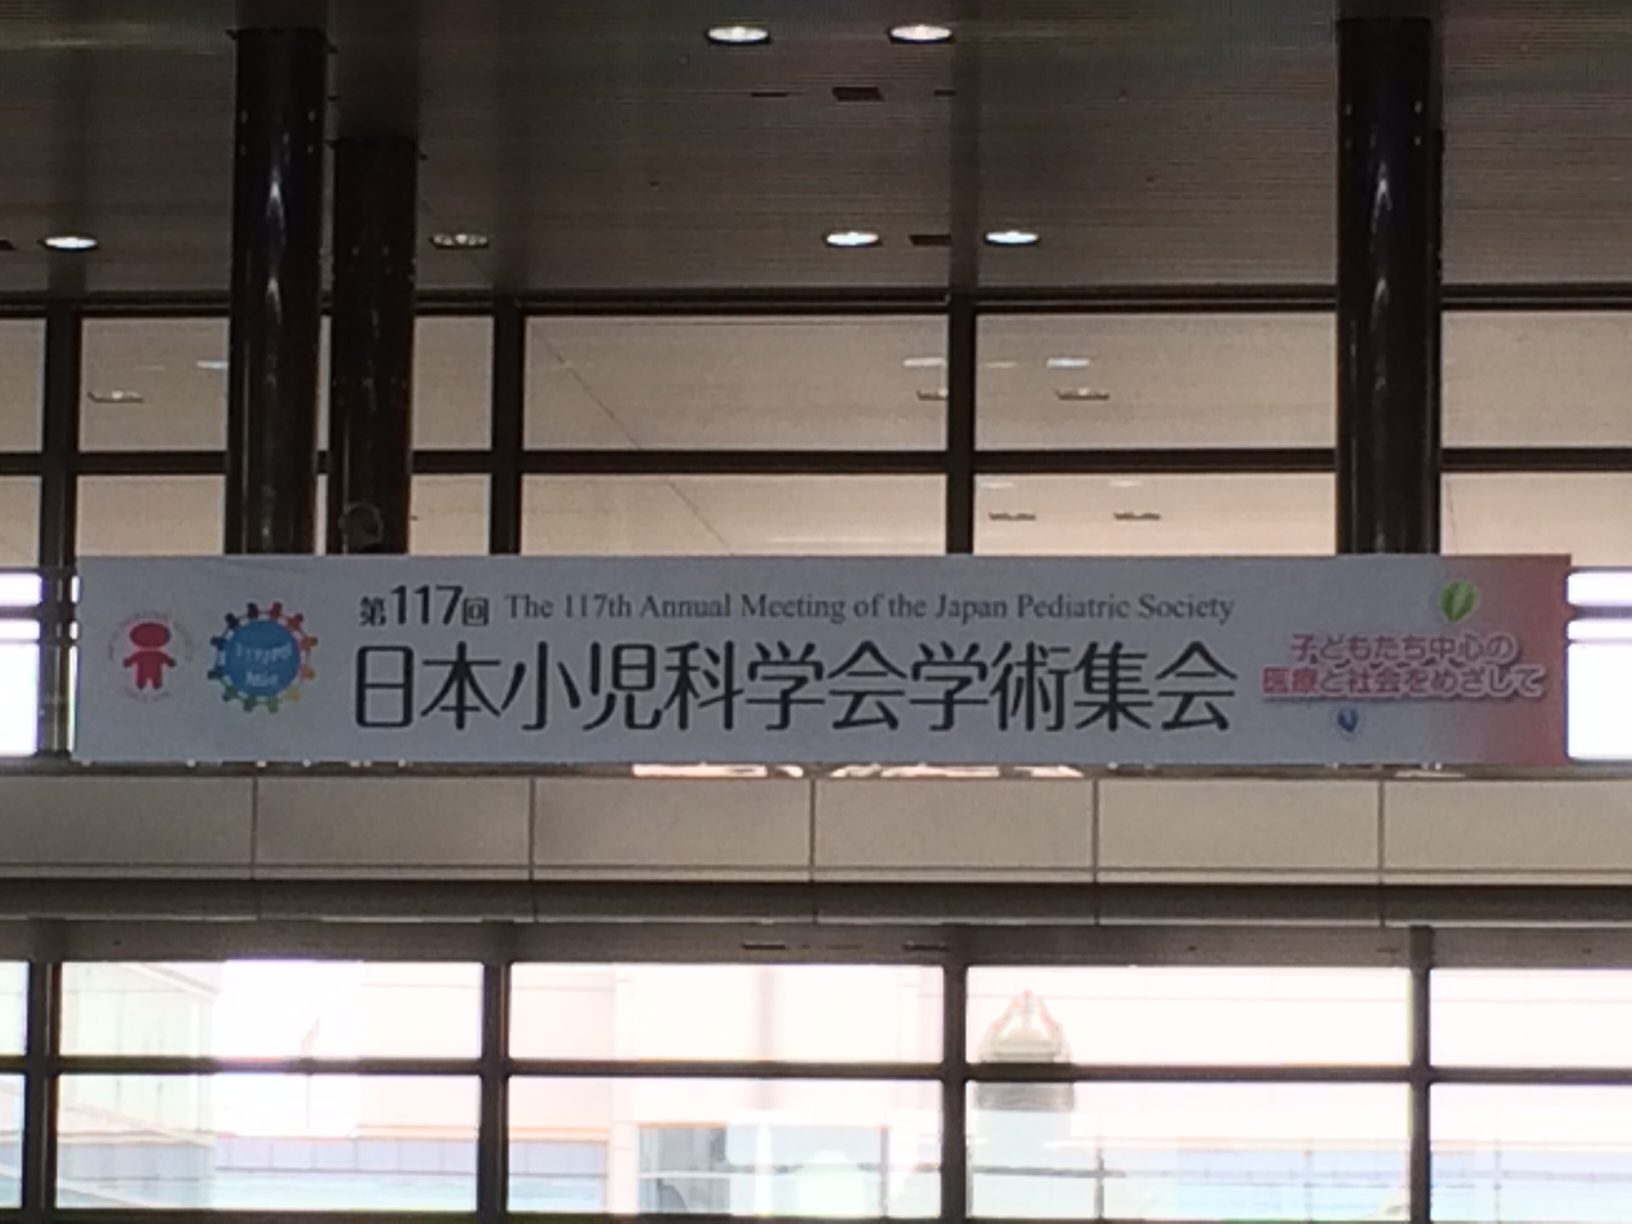 第117回 The 117th Annual Meeting of the Japan Pediatric Society
日本小児科学会学術集会
子どもたち中心の
医療と社会をめざして